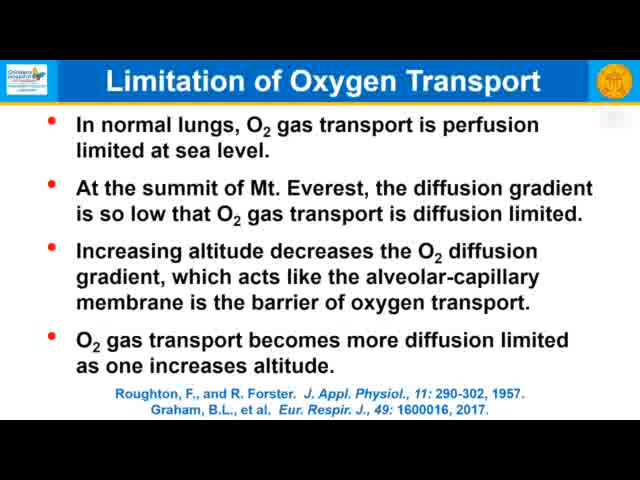 Limitation of Oxygen Transport
• In normal lungs, O₂ gas transport is perfusion
limited at sea level.
• At the summit of Mt. Everest, the diffusion gradient
is so low that O₂ gas transport is diffusion limited.
• Increasing altitude decreases the O₂ diffusion
gradient, which acts like the alveolar-capillary
membrane is the barrier of oxygen transport.
• O₂ gas transport becomes more diffusion limited
as one increases altitude.
Roughton, F., and R. Forster. J. Appl. Physiol., 11: 290-302, 1957.
Graham, B.L., et al. Eur. Respir. J., 49: 1600016, 2017.